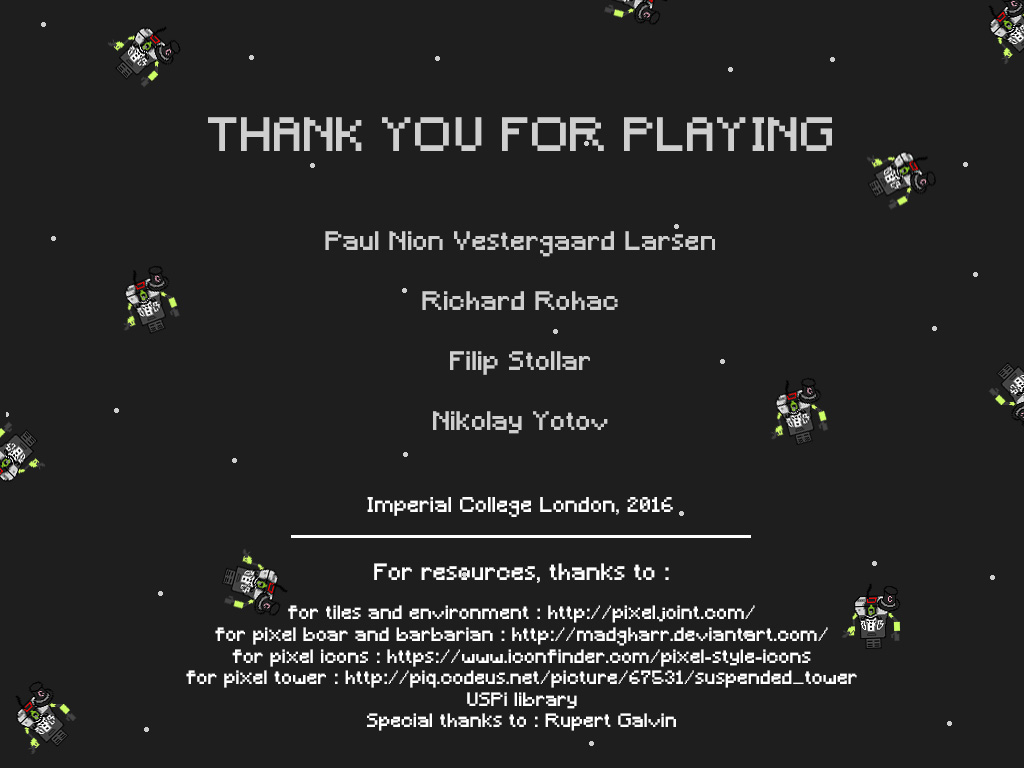 THANK YOU FOR PLAYING
Paul Nion Vestergaard Larsen
Richard Rohac
Filip Stollar
Nikolay Yotov
Imperial College London, 2016
For resources, thanks to :
for tiles and environment : http://pixeljoint.com/
for pixel boar and barbarian : http://madgharr.deviantart.com/
for pixel icons : https://www.iconfinder.com/pixel-style-icons
for pixel tower : http://piq.codeus.net/picture/67531/suspended_tower
USPi library
Special thanks to : Rupert Galvin